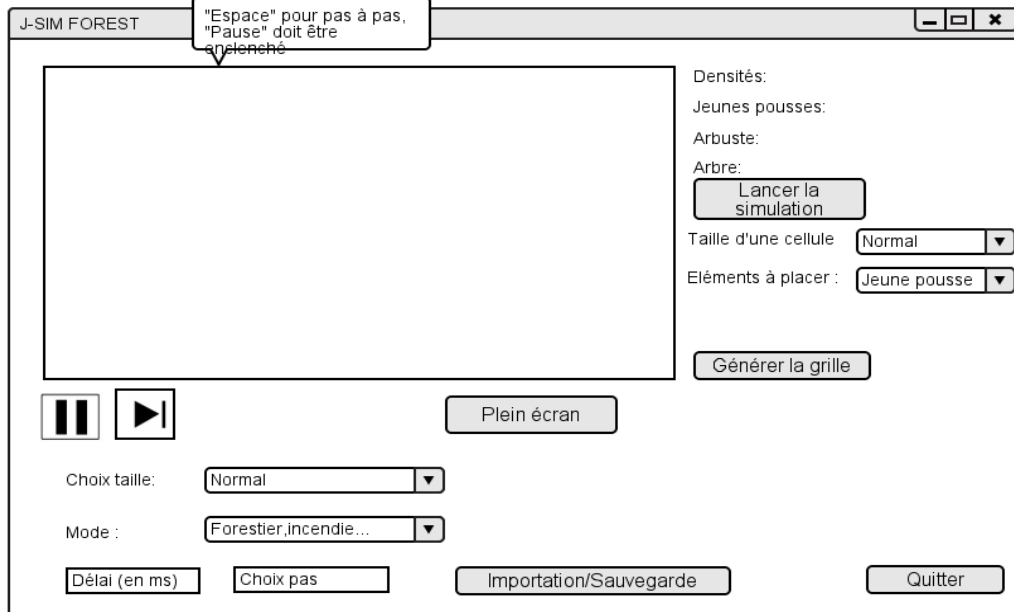 J-SIM FOREST
"Espace" pour pas à pas,
"Pause" doit être
enclenché
Densités:
Jeunes pousses:
Arbuste:
Arbre:
Lancer la
simulation
Taille d'une cellule
Normal
Eléments à placer :
Jeune pousse
Générer la grille
Plein écran
Choix taille:
Normal
Mode :
Forestier,incendie...
Délai (en ms)
Choix pas
Importation/Sauvegarde
Quitter